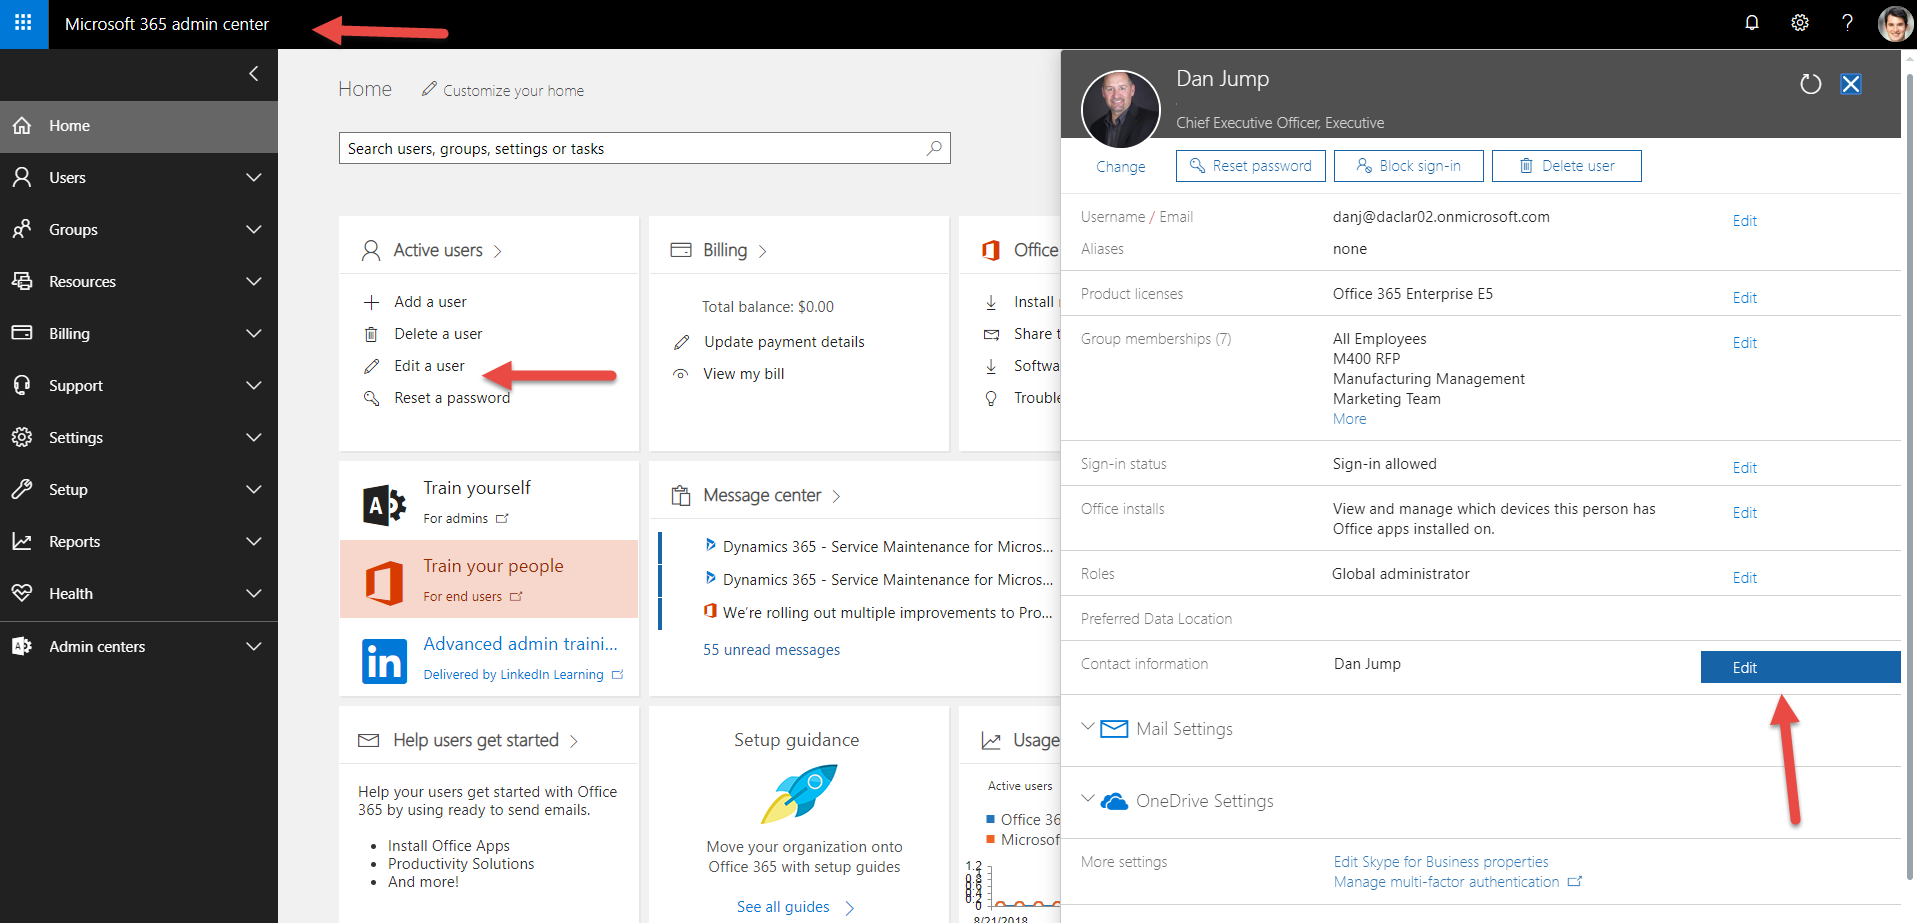 Microsoft 365 admin center
?
Home
Users
Groups
Resources
Billing
Support
Settings
Setup
Reports
Health
Admin centers
Home
Customize your home
Search users, groups, settings or tasks
Active users
Add a user
Delete a user
Edit a user
Reset a password
Billing
Total balance: $0.00
Update payment details
View my bill
Office
Install
Share t
Softwa
Trouble
Train yourself
For admins
Train your people
For end users
in
Advanced admin traini...
Delivered by LinkedIn Learning
Message center
Dynamics 365 - Service Maintenance for Micros...
Dynamics 365 - Service Maintenance for Micros...
We're rolling out multiple improvements to Pro...
55 unread messages
Help users get started
Help your users get started with Office
365 by using ready to send emails.
• Install Office Apps
• Productivity Solutions
• And more!
Setup guidance
Move your organization onto
Office 365 with setup guides
See all guides
Usage
Active users
Office 36
Microsof
1.2
1
0.8
0.6
0.4
0.2
0
8/21/2018
Dan Jump
Chief Executive Officer, Executive
Change
Reset password
Block sign-in
Delete user
Username / Email
danj@daclar02.onmicrosoft.com
Edit
Aliases
none
Product licenses
Office 365 Enterprise E5
Edit
Group memberships (7)
All Employees
M400 RFP
Manufacturing Management
Marketing Team
More
Edit
Sign-in status
Sign-in allowed
Edit
Office installs
View and manage which devices this person has
Office apps installed on.
Edit
Roles
Global administrator
Edit
Preferred Data Location
Contact information
Dan Jump
Edit
Mail Settings
OneDrive Settings
More settings
Edit Skype for Business properties
Manage multi-factor authentication